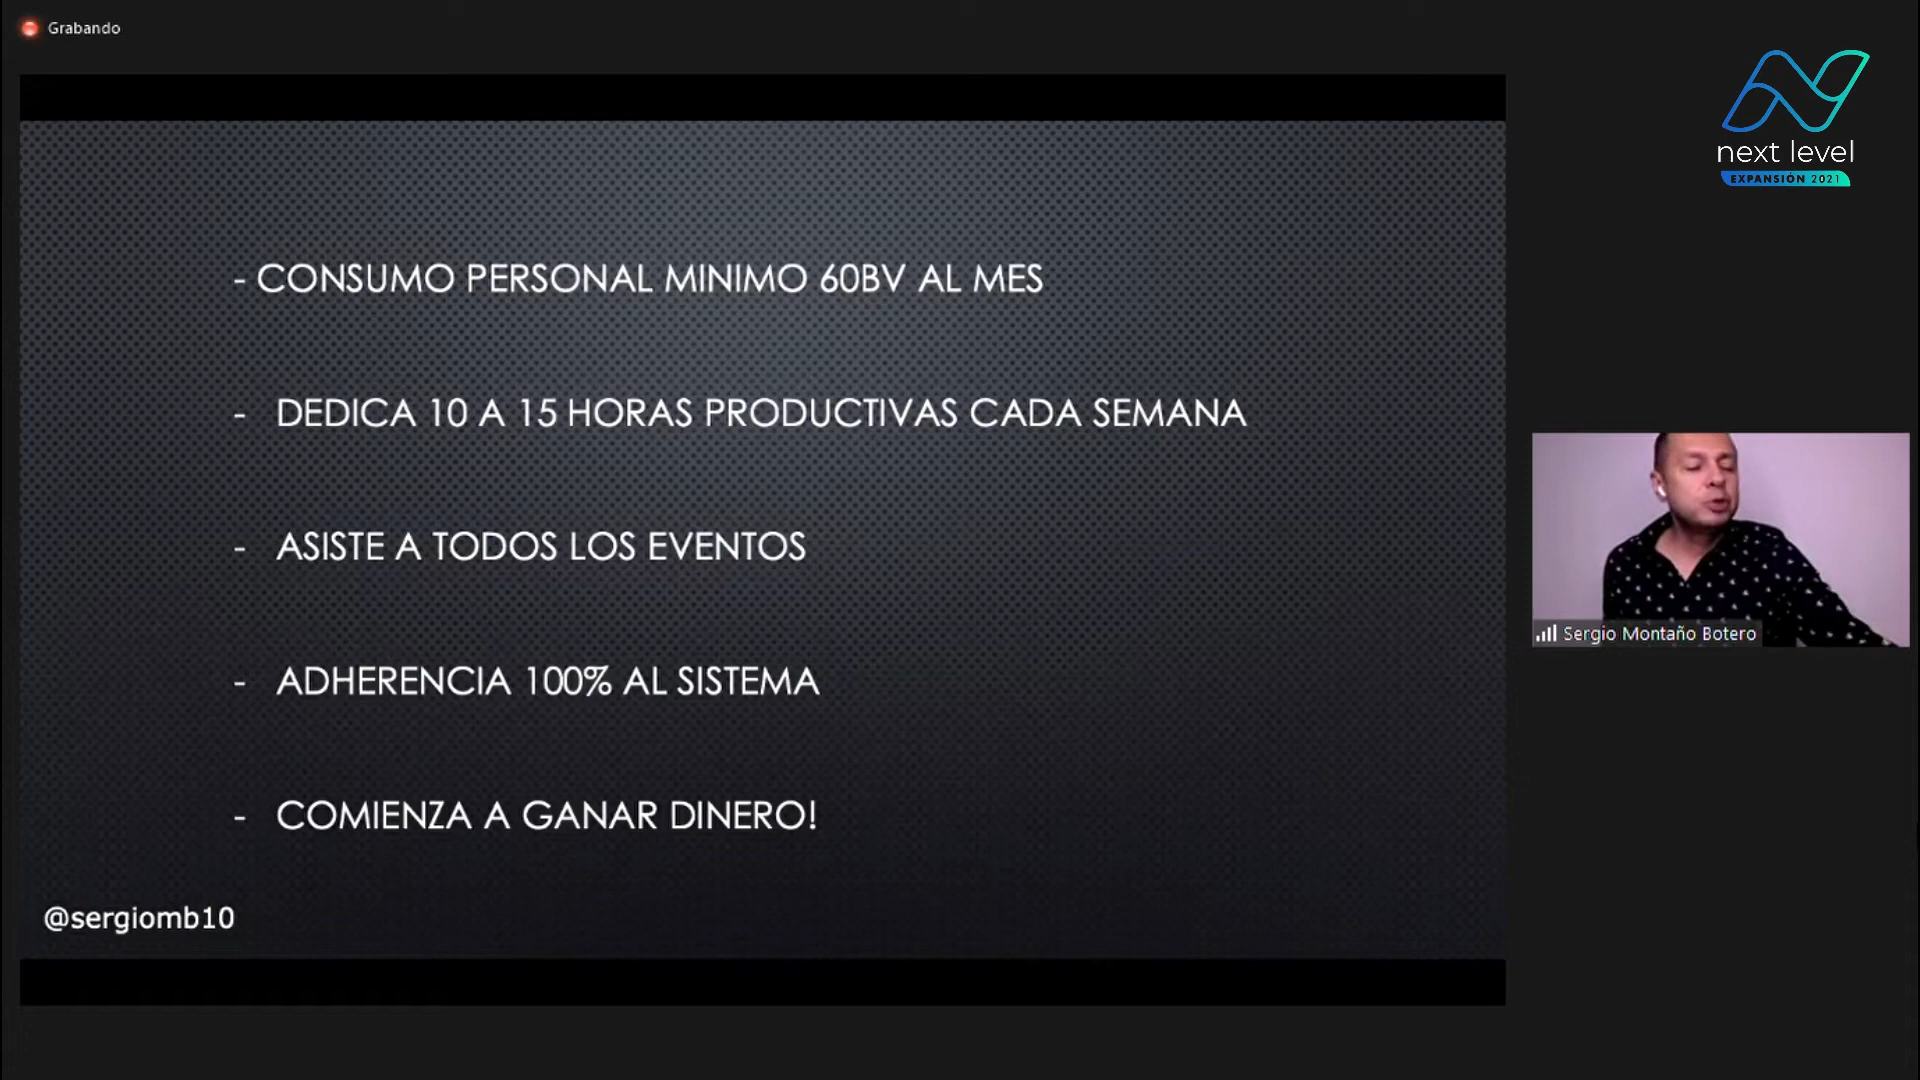 Grabando
next level
EXPANSIÓN 2021
- CONSUMO PERSONAL MINIMO 60BV AL MES
- DEDICA 10 A 15 HORAS PRODUCTIVAS CADA SEMANA
- ASISTE A TODOS LOS EVENTOS
- ADHERENCIA 100% AL SISTEMA
- COMIENZA A GANAR DINERO!
@sergiomb10
Sergio Montaño Botero